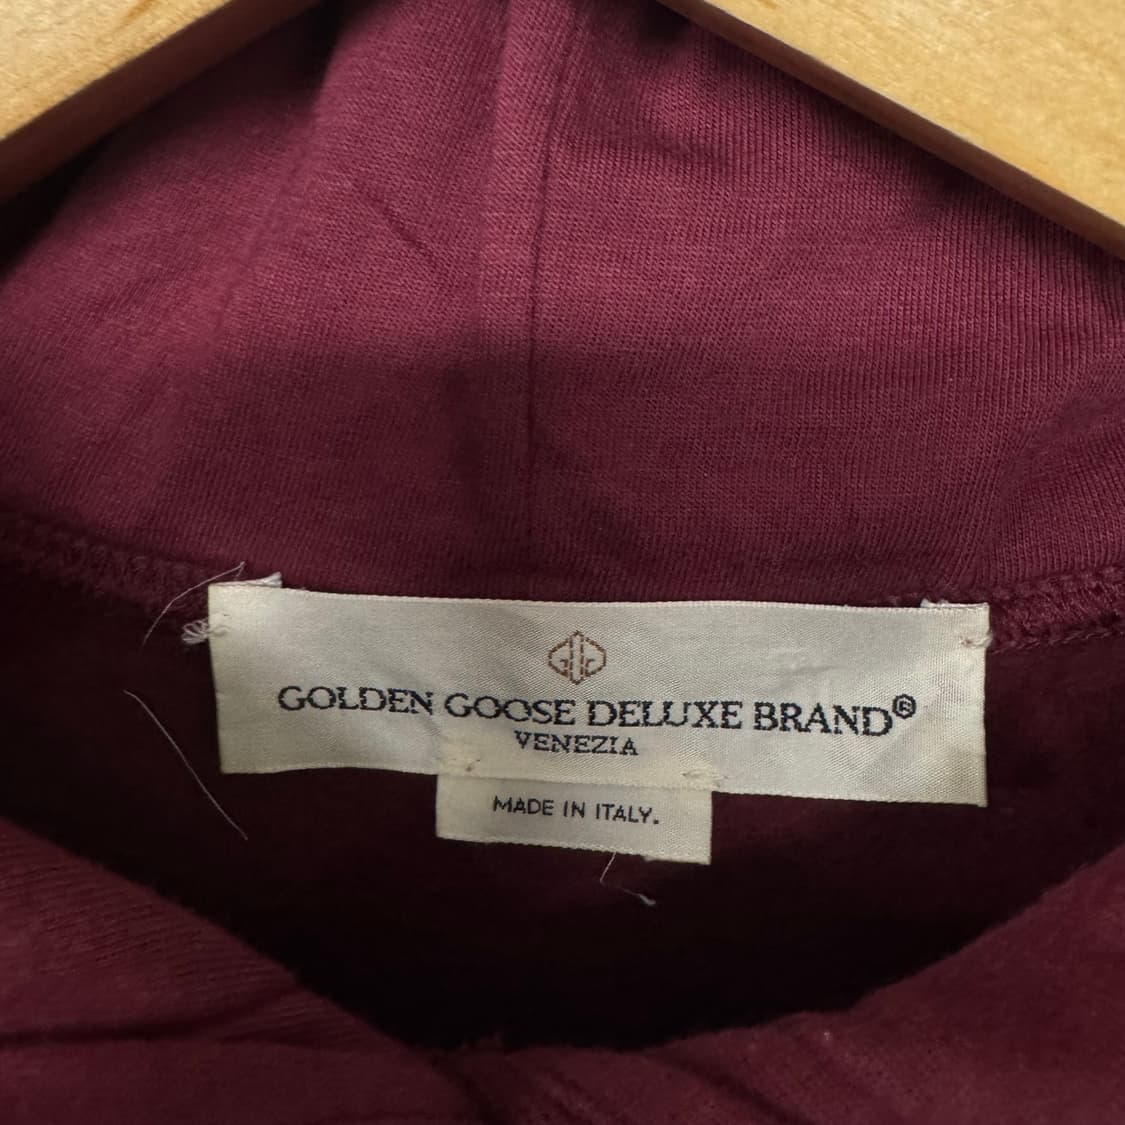 GOLDEN GOOSE DELUXE BRAND®
VENEZIA
MADE IN ITALY.